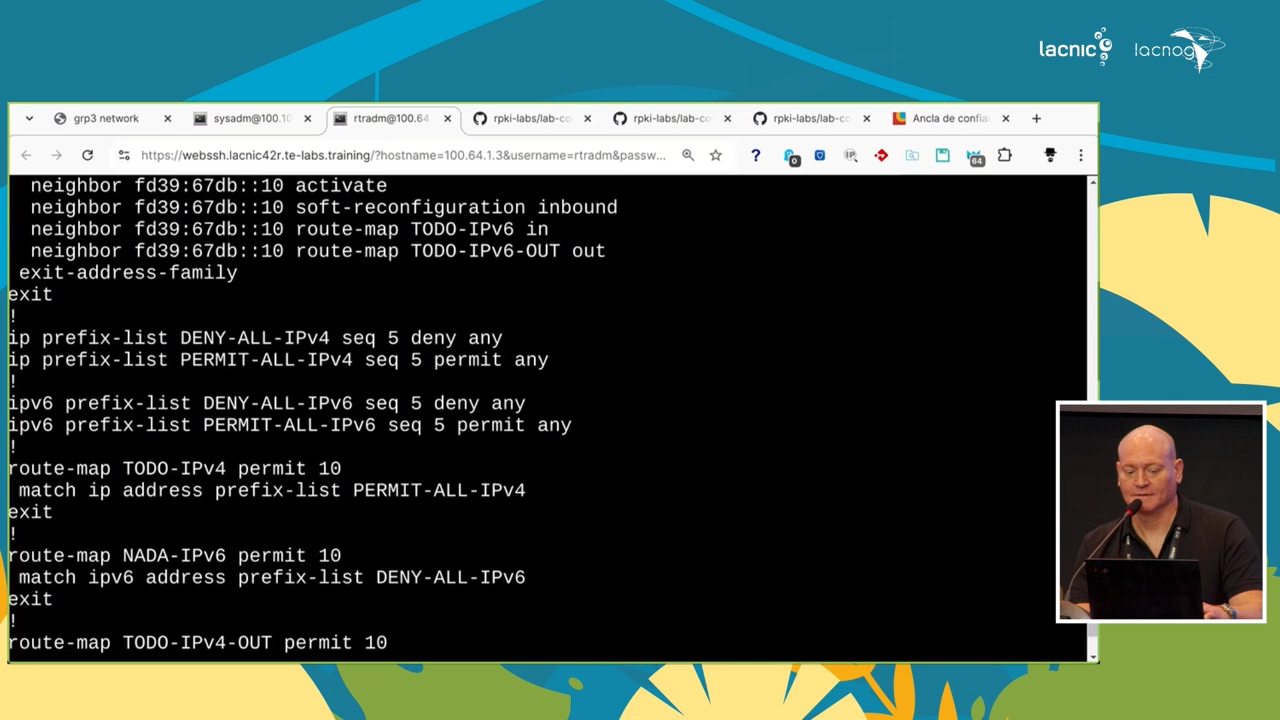 lacnic
lacnog
grp3 network
sysadm@100.10
rtradm@100.64
rpki-labs/lab-co
rpki-labs/lab-co
rpki-labs/lab-co
Ancla de confia
https://webssh.lacnic42r.te-labs.training/?hostname=100.64.1.3&username=rtradm&passw...
?
0
IP
64
neighbor fd39:67db::10 activate
neighbor fd39:67db::10 soft-reconfiguration inbound
neighbor fd39:67db::10 route-map TODO-IPv6 in
neighbor fd39:67db::10 route-map TODO-IPv6-OUT out
exit-address-family
exit
!
ip prefix-list DENY-ALL-IPv4 seq 5 deny any
ip prefix-list PERMIT-ALL-IPv4 seq 5 permit any
!
ipv6 prefix-list DENY-ALL-IPv6 seq 5 deny any
ipv6 prefix-list PERMIT-ALL-IPv6 seq 5 permit any
!
route-map TODO-IPv4 permit 10
match ip address prefix-list PERMIT-ALL-IPv4
exit
!
route-map NADA-IPv6 permit 10
match ipv6 address prefix-list DENY-ALL-IPv6
exit
!
route-map TODO-IPv4-OUT permit 10